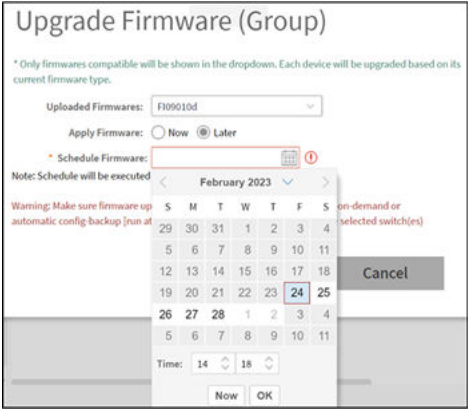 Upgrade Firmware (Group)
* Only firmwares compatible will be shown in the dropdown. Each device will be upgraded based on its
current firmware type.
Uploaded Firmwares: FI09010d
Apply Firmware: Now Later
* Schedule Firmware:
Note: Schedule will be executed
February 2023
Warning: Make sure firmware up on-demand or
automatic config-backup [run at selected switch(es)
S M T W T F S
29 30 31 1 2 3 4
5 6 7 8 9 10 11
12 13 14 15 16 17 18
19 20 21 22 23 24 25
26 27 28 1 2 3 4
5 6 7 8 9 10 11
Cancel
Time: 14 18
Now OK